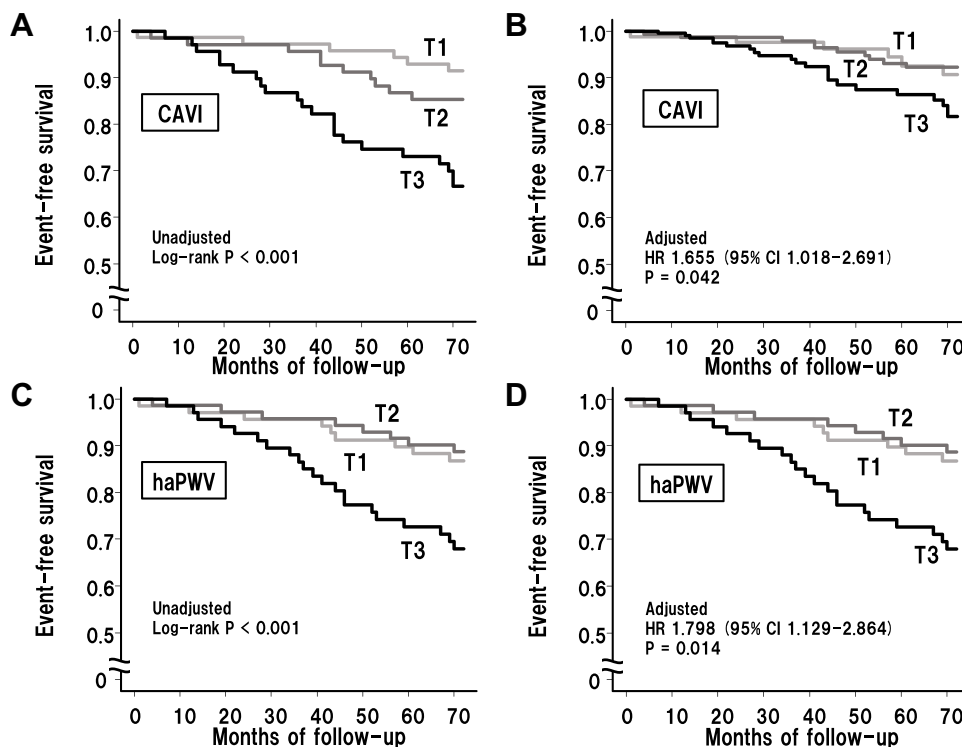 A
1.0
0.9
0.8
0.7
0.6
0.5
0
Event-free survival
T1
T2
T3
CAVI
Unadjusted
Log-rank P < 0.001
0 10 20 30 40 50 60 70
Months of follow-up
B
1.0
0.9
0.8
0.7
0.6
0.5
0
Event-free survival
T1
T2
T3
CAVI
Adjusted
HR 1.655 (95% CI 1.018-2.691)
P = 0.042
0 10 20 30 40 50 60 70
Months of follow-up
C
1.0
0.9
0.8
0.7
0.6
0.5
0
Event-free survival
T2
T1
haPWV
T3
Unadjusted
Log-rank P < 0.001
0 10 20 30 40 50 60 70
Months of follow-up
D
1.0
0.9
0.8
0.7
0.6
0.5
0
Event-free survival
T2
T1
haPWV
T3
Adjusted
HR 1.798 (95% CI 1.129-2.864)
P = 0.014
0 10 20 30 40 50 60 70
Months of follow-up